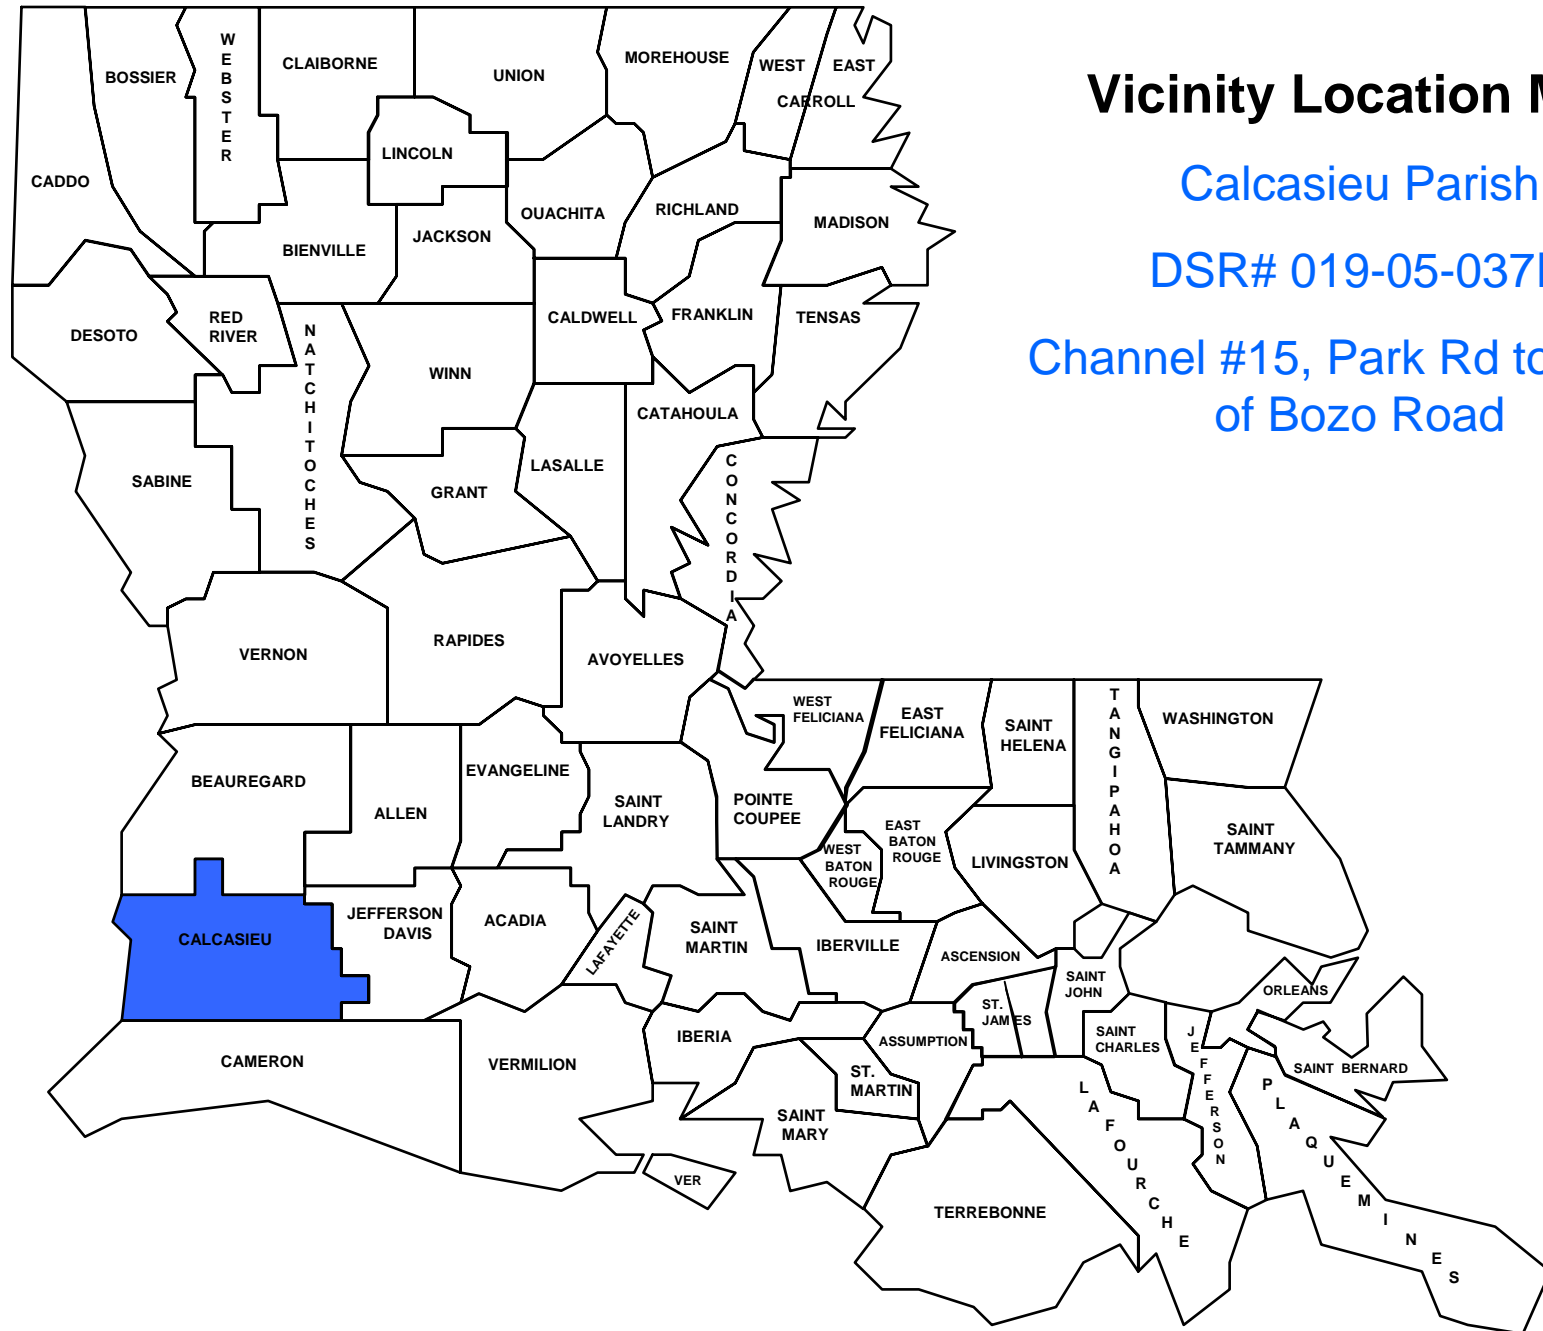 Vicinity Location
Calcasieu Parish
DSR# 019-05-037
Channel #15, Park Rd to
of Bozo Road
WEBSTER
CLAIBORNE
UNION
MOREHOUSE
WEST
EAST
CARROLL
BOSSIER
LINCOLN
CADDO
OUACHITA
RICHLAND
MADISON
BIENVILLE
JACKSON
DESOTO
RED
RIVER
NATCHITOCHES
CALDWELL
FRANKLIN
TENSAS
WINN
CATAHOULA
SABINE
GRANT
LASALLE
CONCORDIA
VERNON
RAPIDES
AVOYELLES
WEST
FELICIANA
EAST
FELICIANA
SAINT
HELENA
TANGIPAHOA
WASHINGTON
BEAUREGARD
ALLEN
EVANGELINE
SAINT
LANDRY
POINTE
COUPEE
WEST
BATON
ROUGE
EAST
BATON
ROUGE
LIVINGSTON
SAINT
TAMMANY
CALCASIEU
JEFFERSON
DAVIS
ACADIA
LAFAYETTE
SAINT
MARTIN
IBERVILLE
ASCENSION
SAINT
JOHN
ORLEANS
ST.
JAMES
CAMERON
VERMILION
IBERIA
ASSUMPTION
SAINT
CHARLES
JEFFERSON
SAINT BERNARD
ST.
MARTIN
SAINT
MARY
LAFOURCHE
PLAQUEMINES
VER
TERREBONNE